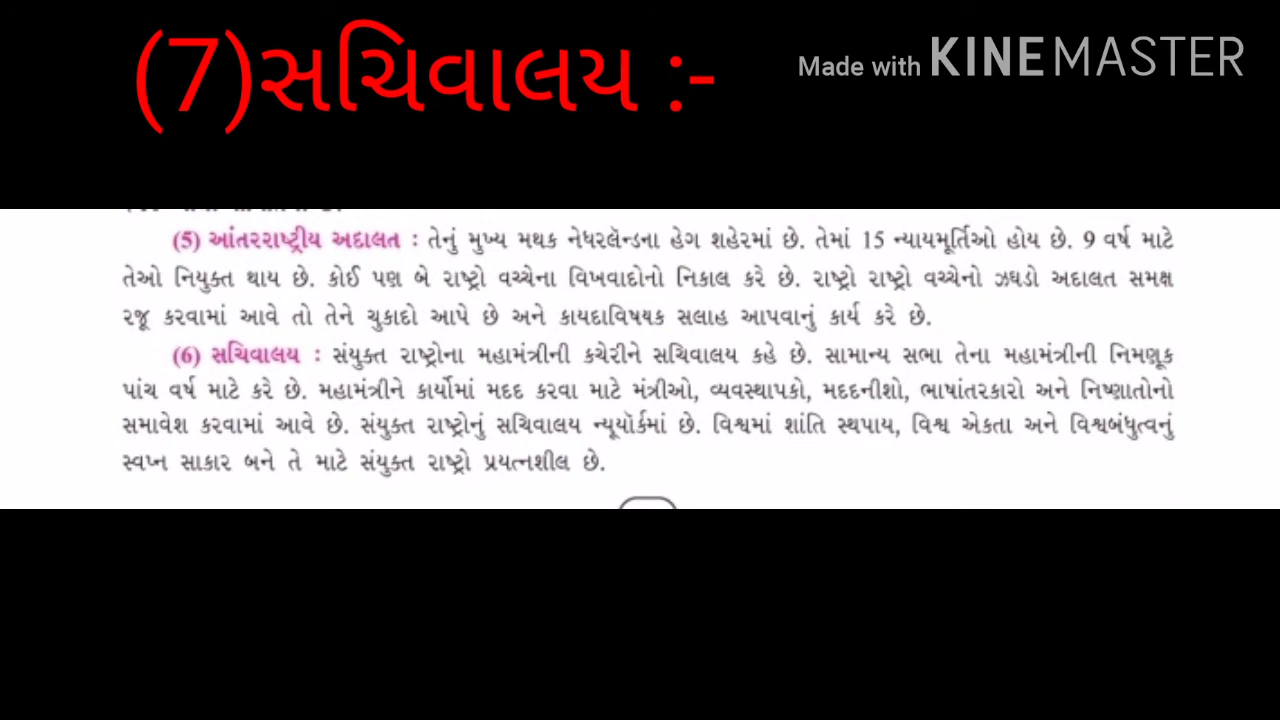 (7)સચિવાલય :-
Made with KINEMASTER
(5) આંતરરાષ્ટ્રીય અદાલત : તેનું મુખ્ય મથક નેધરલૅન્ડના હેગ શહેરમાં છે. તેમાં 15 ન્યાયમૂર્તિઓ હોય છે. 9 વર્ષ માટે
તેઓ નિયુક્ત થાય છે. કોઈ પણ બે રાષ્ટ્રો વચ્ચેના વિખવાદોનો નિકાલ કરે છે. રાષ્ટ્રો રાષ્ટ્રો વચ્ચેનો ઝઘડો અદાલત સમક્ષ
રજૂ કરવામાં આવે તો તેને ચુકાદો આપે છે અને કાયદાવિષયક સલાહ આપવાનું કાર્ય કરે છે.
(6) સચિવાલય : સંયુક્ત રાષ્ટ્રોના મહામંત્રીની કચેરીને સચિવાલય કહે છે. સામાન્ય સભા તેના મહામંત્રીની નિમણૂક
પાંચ વર્ષ માટે કરે છે. મહામંત્રીને કાર્યોમાં મદદ કરવા માટે મંત્રીઓ, વ્યવસ્થાપકો, મદદનીશો, ભાષાંતરકારો અને નિષ્ણાતોનો
સમાવેશ કરવામાં આવે છે. સંયુક્ત રાષ્ટ્રોનું સચિવાલય ન્યૂયૉર્કમાં છે. વિશ્વમાં શાંતિ સ્થપાય, વિશ્વ એકતા અને વિશ્વબંધુત્વનું
સ્વપ્ન સાકાર બને તે માટે સંયુક્ત રાષ્ટ્રો પ્રયત્નશીલ છે.